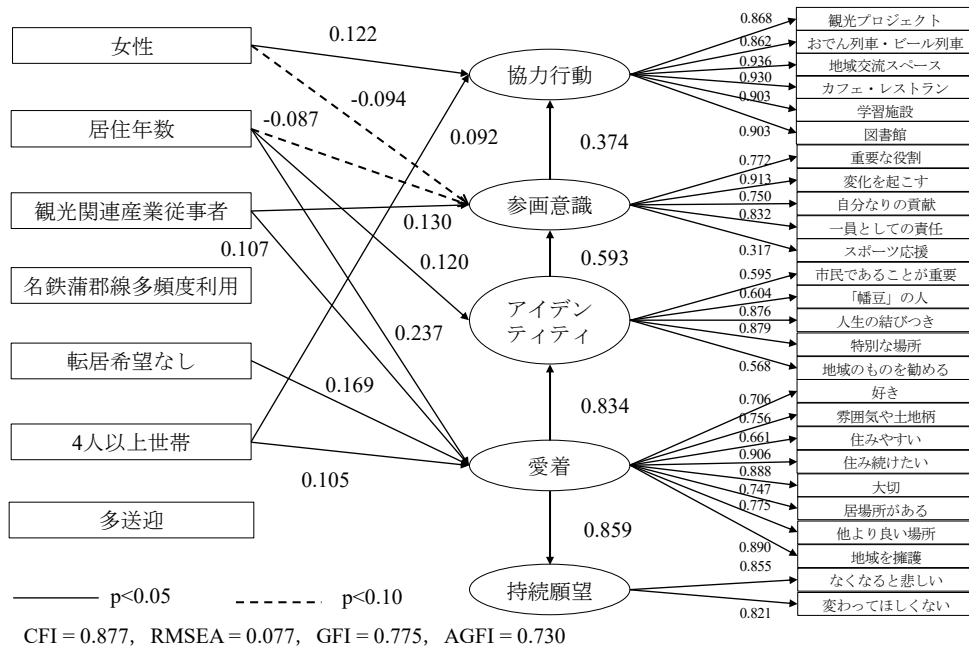 女性
居住年数
観光関連産業従事者
名鉄蒲郡線多頻度利用
転居希望なし
4人以上世帯
多送迎
0.122
-0.094
-0.087
0.092
0.130
0.107
0.120
0.237
0.169
0.105
協力行動
0.374
参画意識
0.593
アイデン
ティティ
0.834
愛着
0.859
持続願望
0.868 観光プロジェクト
0.862 おでん列車・ビール列車
0.936 地域交流スペース
0.930 カフェ・レストラン
0.903 学習施設
0.903 図書館
0.772 重要な役割
0.913 変化を起こす
0.750 自分なりの貢献
0.832 一員としての責任
0.317 スポーツ応援
0.595 市民であることが重要
0.604 「幡豆」の人
0.876 人生の結びつき
0.879 特別な場所
0.568 地域のものを勧める
0.706 好き
0.756 雰囲気や土地柄
0.661 住みやすい
0.906 住み続けたい
0.888 大切
0.747 居場所がある
0.775 他より良い場所
0.890 地域を擁護
0.855 なくなると悲しい
0.821 変わってほしくない
p<0.05 p<0.10
CFI = 0.877, RMSEA = 0.077, GFI = 0.775, AGFI = 0.730